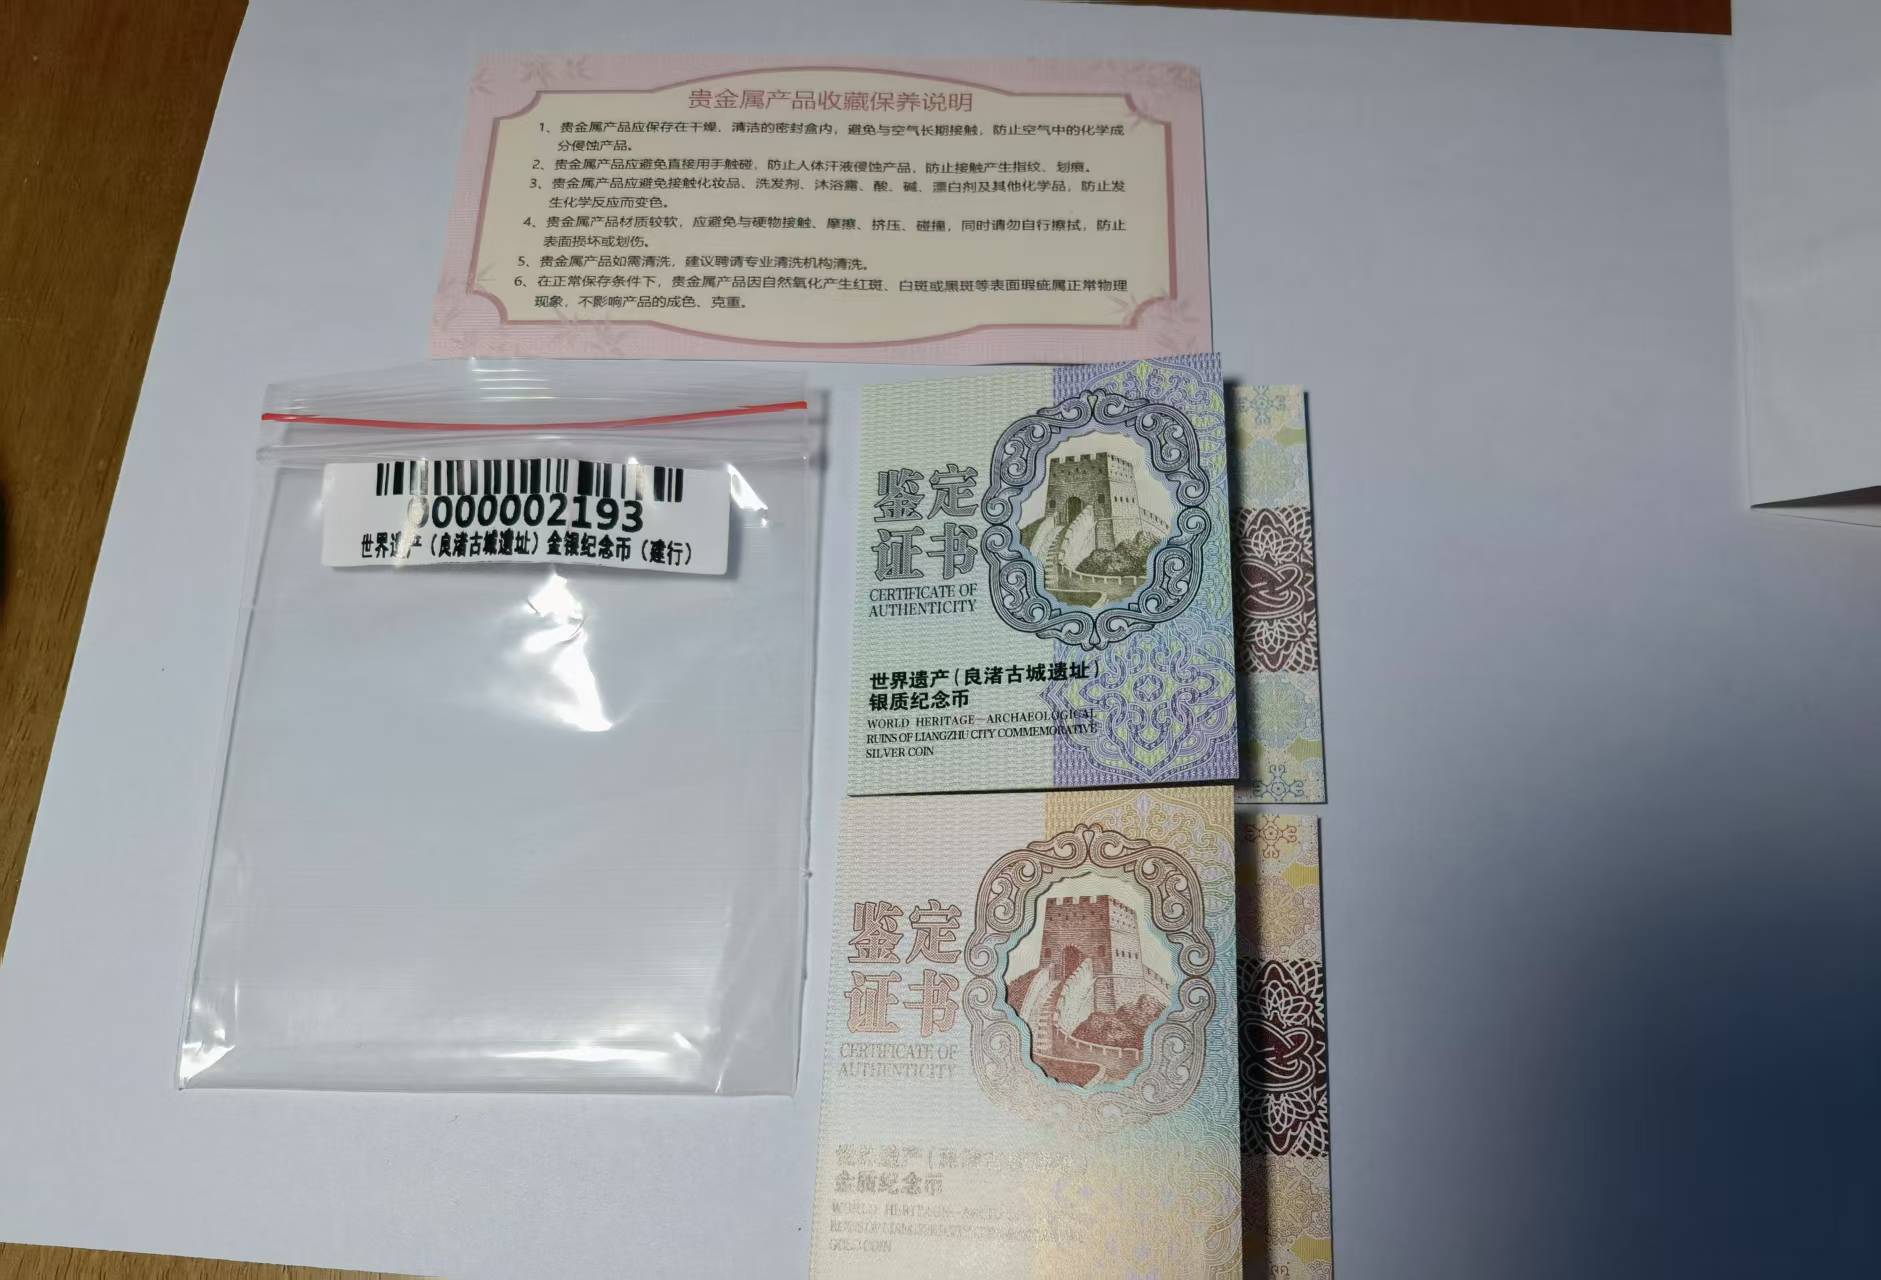 贵金属产品收藏保养说明
1、贵金属产品应保存在干燥、清洁的密封盒内，避免与空气长期接触，防止空气中的化学成
分侵蚀产品。
2、贵金属产品应避免直接用手触碰，防止人体汗液侵蚀产品，防止接触产生指纹、划痕。
3、贵金属产品应避免接触化妆品、洗发剂、沐浴露、酸、碱、漂白剂及其他化学品，防止发
生化学反应而变色。
4、贵金属产品材质较软，应避免与硬物接触、摩擦、挤压、碰撞，同时请勿自行擦拭，防止
表面损坏或划伤。
5、贵金属产品如需清洗，建议聘请专业清洗机构清洗。
6、在正常保存条件下，贵金属产品因自然氧化产生红斑、白斑或黑斑等表面瑕疵属正常物理
现象，不影响产品的成色、克重。
0000002193
世界遗产（良渚古城遗址）金银纪念币（建行）
鉴定
证书
CERTIFICATE OF
AUTHENTICITY
世界遗产（良渚古城遗址）
银质纪念币
WORLD HERITAGE—ARCHAEOLOGICAL
RUINS OF LIANGZHU CITY COMMEMORATIVE
SILVER COIN
鉴定
证书
CERTIFICATE OF
AUTHENTICITY
世界遗产（良渚
金质纪念币
WORLD HERITAGE—
GOLD COIN